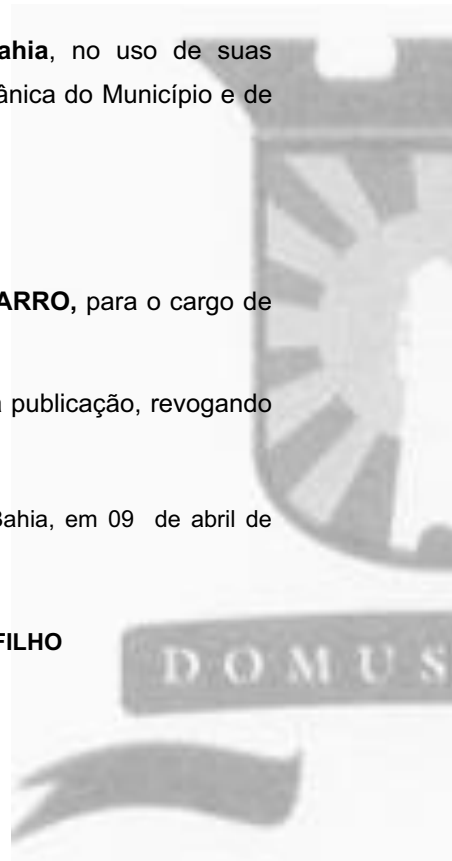 ahia, no uso de suas
ânica do Município e de
ARRO, para o cargo de
publicação, revogando
Bahia, em 09 de abril de
FILHO
DOMUS